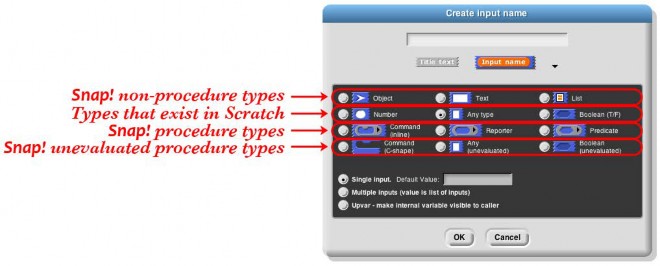 Create input name
Title text Input name
Snap! non-procedure types
Object Text List
Types that exist in Scratch
Number Any type Boolean (T/F)
Snap! procedure types
Command (inline) Reporter Predicate
Snap! unevaluated procedure types
Command (C-shape) Any (unevaluated) Boolean (unevaluated)
Single input. Default Value:
Multiple inputs (value is list of inputs)
Upvar - make internal variable visible to caller
OK Cancel